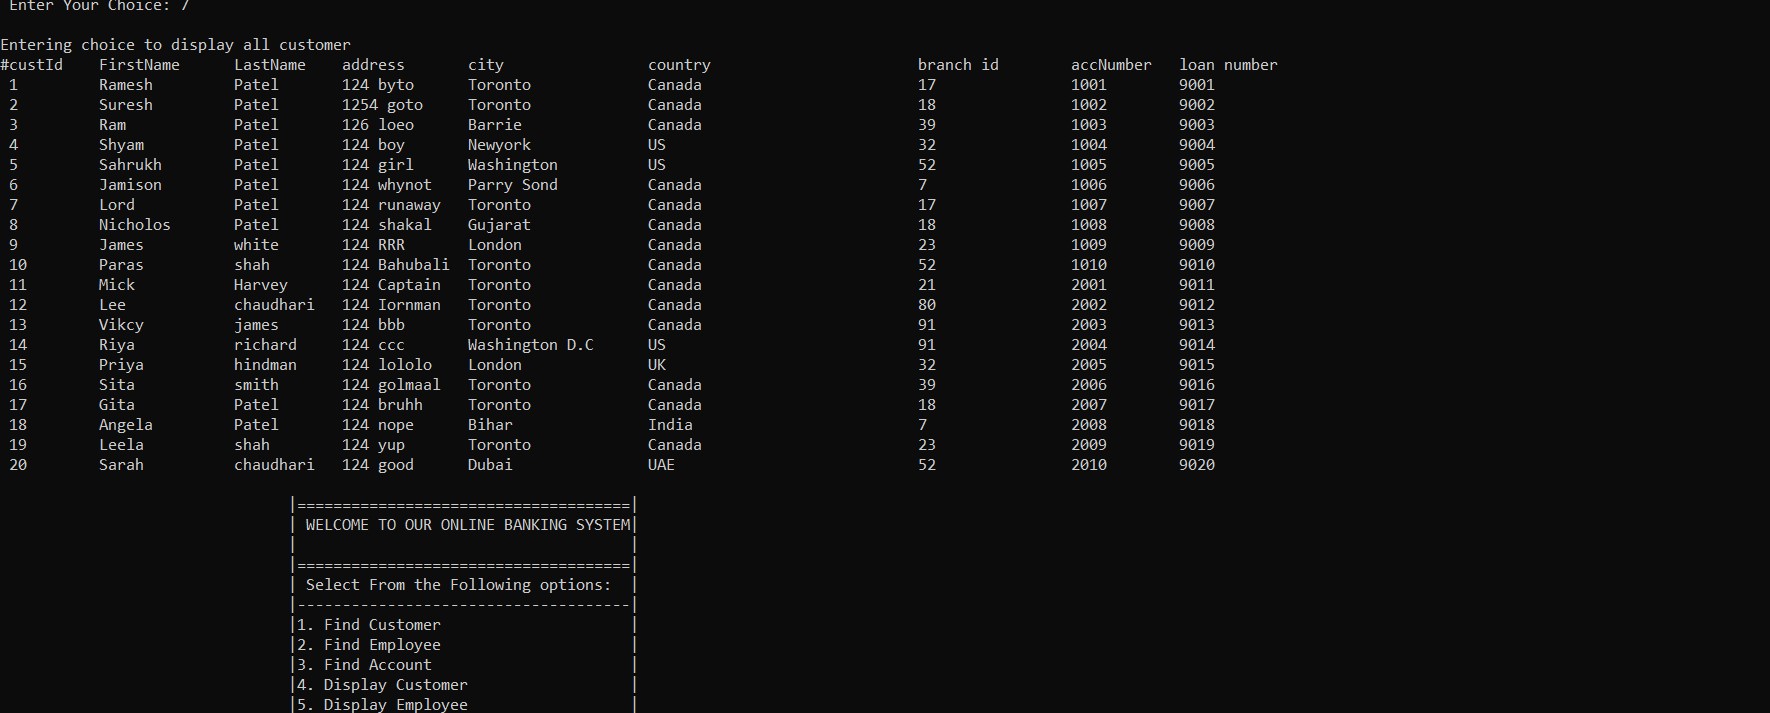 Enter Your Choice: 7
Entering choice to display all customer
#custId FirstName LastName address city country branch id accNumber loan number
1 Ramesh Patel 124 byto Toronto Canada 17 1001 9001
2 Suresh Patel 1254 goto Toronto Canada 18 1002 9002
3 Ram Patel 126 loeo Barrie Canada 39 1003 9003
4 Shyam Patel 124 boy Newyork US 32 1004 9004
5 Sahrukh Patel 124 girl Washington US 52 1005 9005
6 Jamison Patel 124 whynot Parry Sond Canada 7 1006 9006
7 Lord Patel 124 runaway Toronto Canada 17 1007 9007
8 Nicholos Patel 124 shakal Gujarat Canada 18 1008 9008
9 James white 124 RRR London Canada 23 1009 9009
10 Paras shah 124 Bahubali Toronto Canada 52 1010 9010
11 Mick Harvey 124 Captain Toronto Canada 21 2001 9011
12 Lee chaudhari 124 Iornman Toronto Canada 80 2002 9012
13 Vikcy james 124 bbb Toronto Canada 91 2003 9013
14 Riya richard 124 ccc Washington D.C US 91 2004 9014
15 Priya hindman 124 lololo London UK 32 2005 9015
16 Sita smith 124 golmaal Toronto Canada 39 2006 9016
17 Gita Patel 124 bruhh Toronto Canada 18 2007 9017
18 Angela Patel 124 nope Bihar India 7 2008 9018
19 Leela shah 124 yup Toronto Canada 23 2009 9019
20 Sarah chaudhari 124 good Dubai UAE 52 2010 9020
|=====================================|
| WELCOME TO OUR ONLINE BANKING SYSTEM|
| |
|=====================================|
| Select From the Following options: |
|-------------------------------------|
|1. Find Customer |
|2. Find Employee |
|3. Find Account |
|4. Display Customer |
|5. Display Employee |